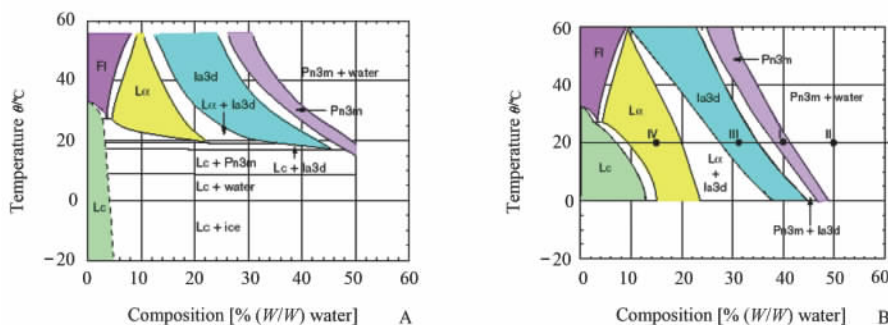 60
40
20
0
−20
Temperature θ/℃
FI
Lα
Ia3d
Pn3m + water
Pn3m
Lα + Ia3d
Lc + Pn3m
Lc + Ia3d
Lc + water
Lc
Lc + ice
0 10 20 30 40 50 60
Composition [% (W/W) water]
A
60
40
20
0
−20
Temperature θ/℃
FI
Pn3m
Ia3d
Lα
Pn3m + water
IV
III
I
II
Lc
Lα
+
Ia3d
Pn3m + Ia3d
0 10 20 30 40 50 60
Composition [% (W/W) water]
B